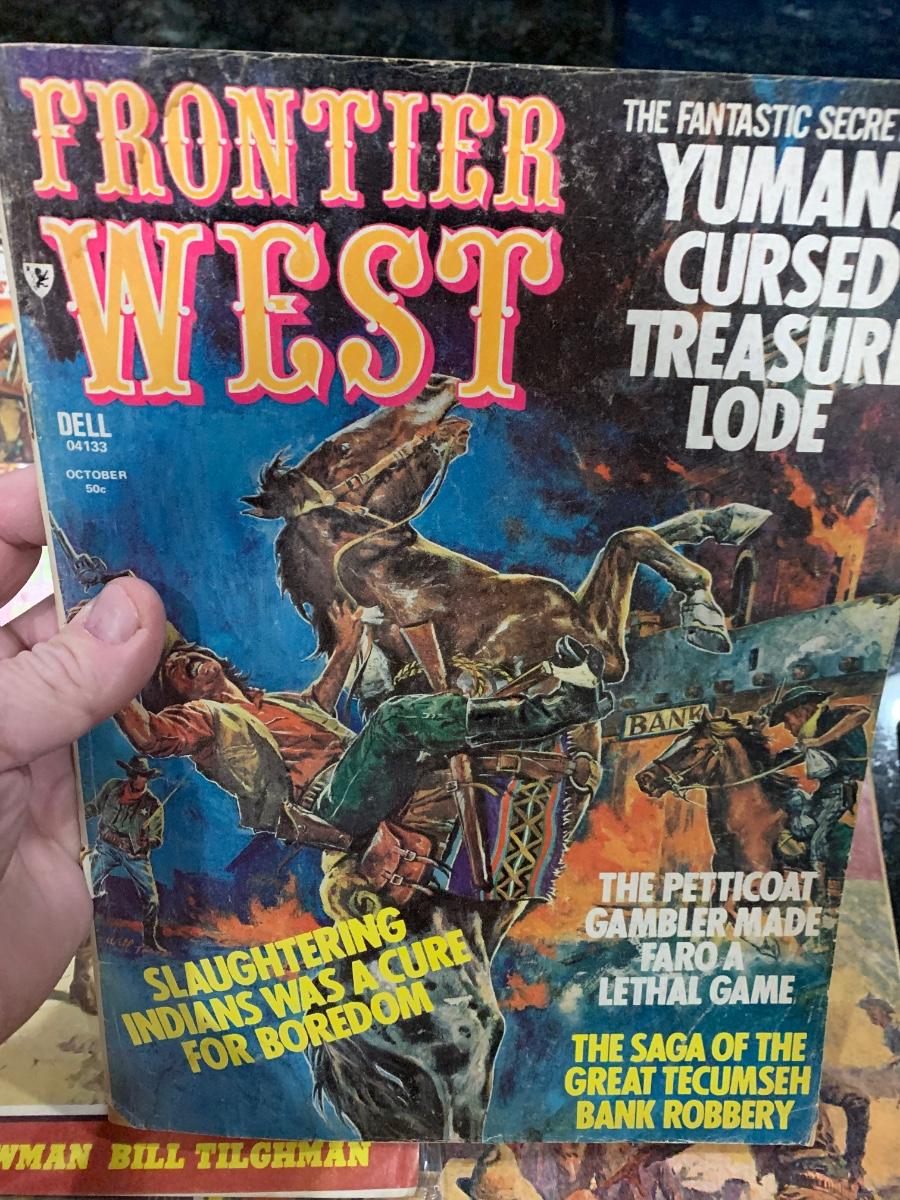 FRONTIER
WEST
THE FANTASTIC SECRET
YUMAN
CURSED
TREASURE
LODE
DELL
04133
OCTOBER
50c
BANK
SLAUGHTERING
INDIANS WAS A CURE
FOR BOREDOM
THE PETTICOAT
GAMBLER MADE
FARO A
LETHAL GAME
THE SAGA OF THE
GREAT TECUMSEH
BANK ROBBERY
WMAN BILL TILGHMAN